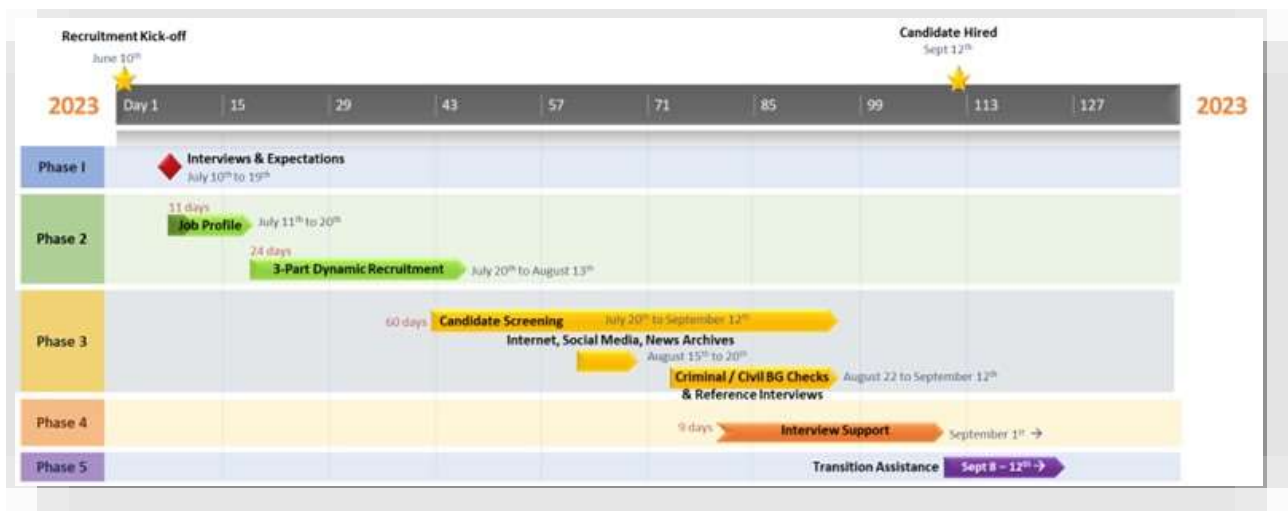 Recruitment Kick-off
June 10th
Candidate Hired
Sept 12th
2023
Day 1
15
29
43
57
71
85
99
113
127
2023
Phase I
Interviews & Expectations
July 10th to 19th
Phase 2
11 days
Job Profile
July 11th to 20th
24 days
3-Part Dynamic Recruitment
July 20th to August 13th
Phase 3
60 days
Candidate Screening
July 20th to September 12th
Internet, Social Media, News Archives
August 15th to 20th
Criminal / Civil BG Checks
& Reference Interviews
August 22 to September 12th
Phase 4
9 days
Interview Support
September 1st →
Phase 5
Transition Assistance
Sept 8 – 12th →